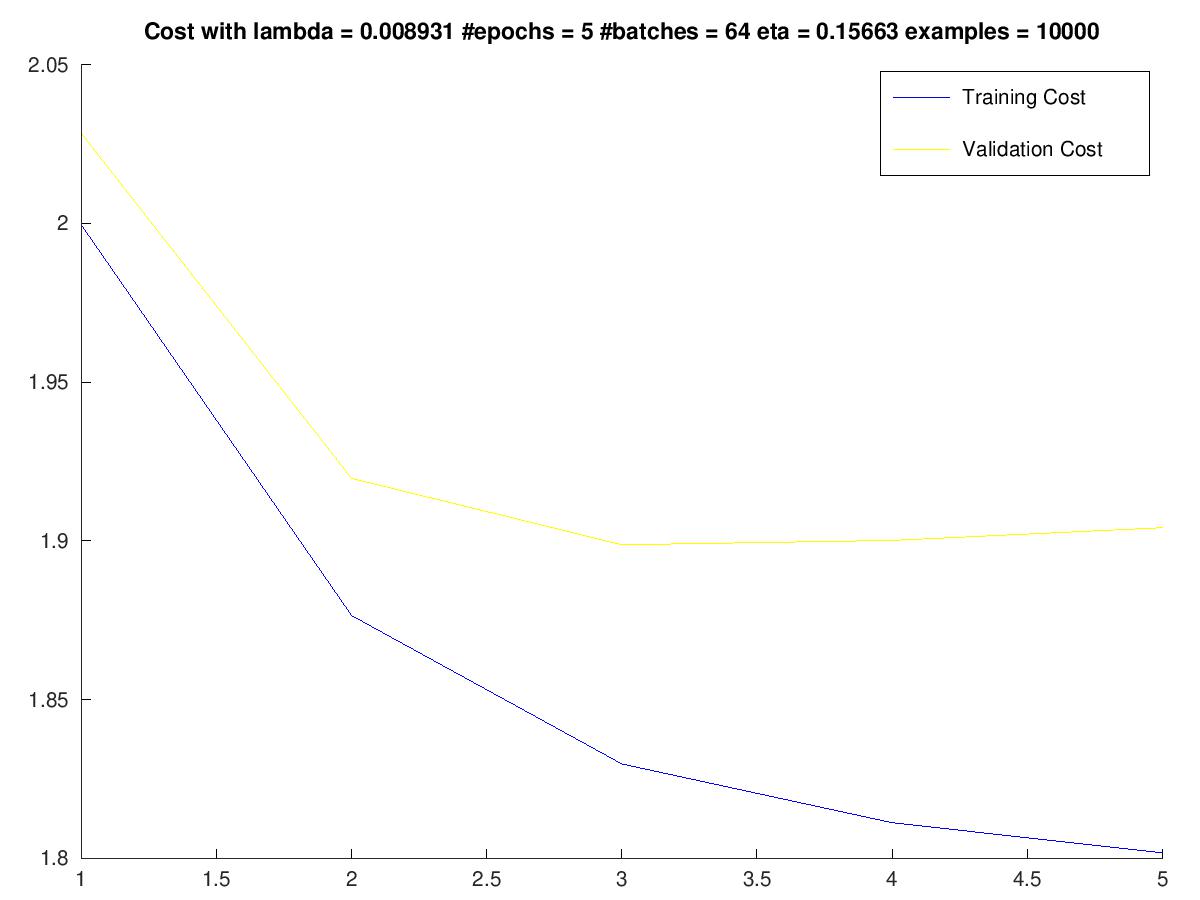 Cost with lambda = 0.008931 #epochs = 5 #batches = 64 eta = 0.15663 examples = 10000
2.05
Training Cost
Validation Cost
2
1.95
1.9
1.85
1.8
1 1.5 2 2.5 3 3.5 4 4.5 5